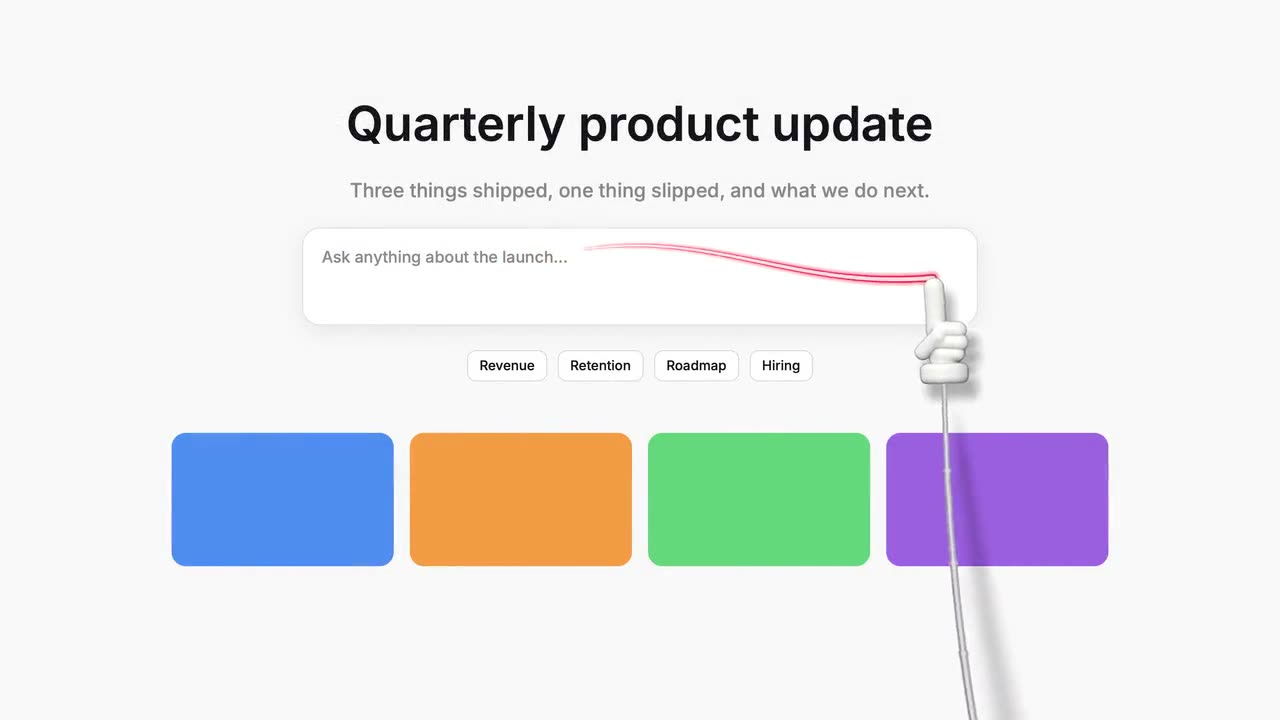 Quarterly product update
Three things shipped, one thing slipped, and what we do next.
Ask anything about the launch...
Revenue
Retention
Roadmap
Hiring